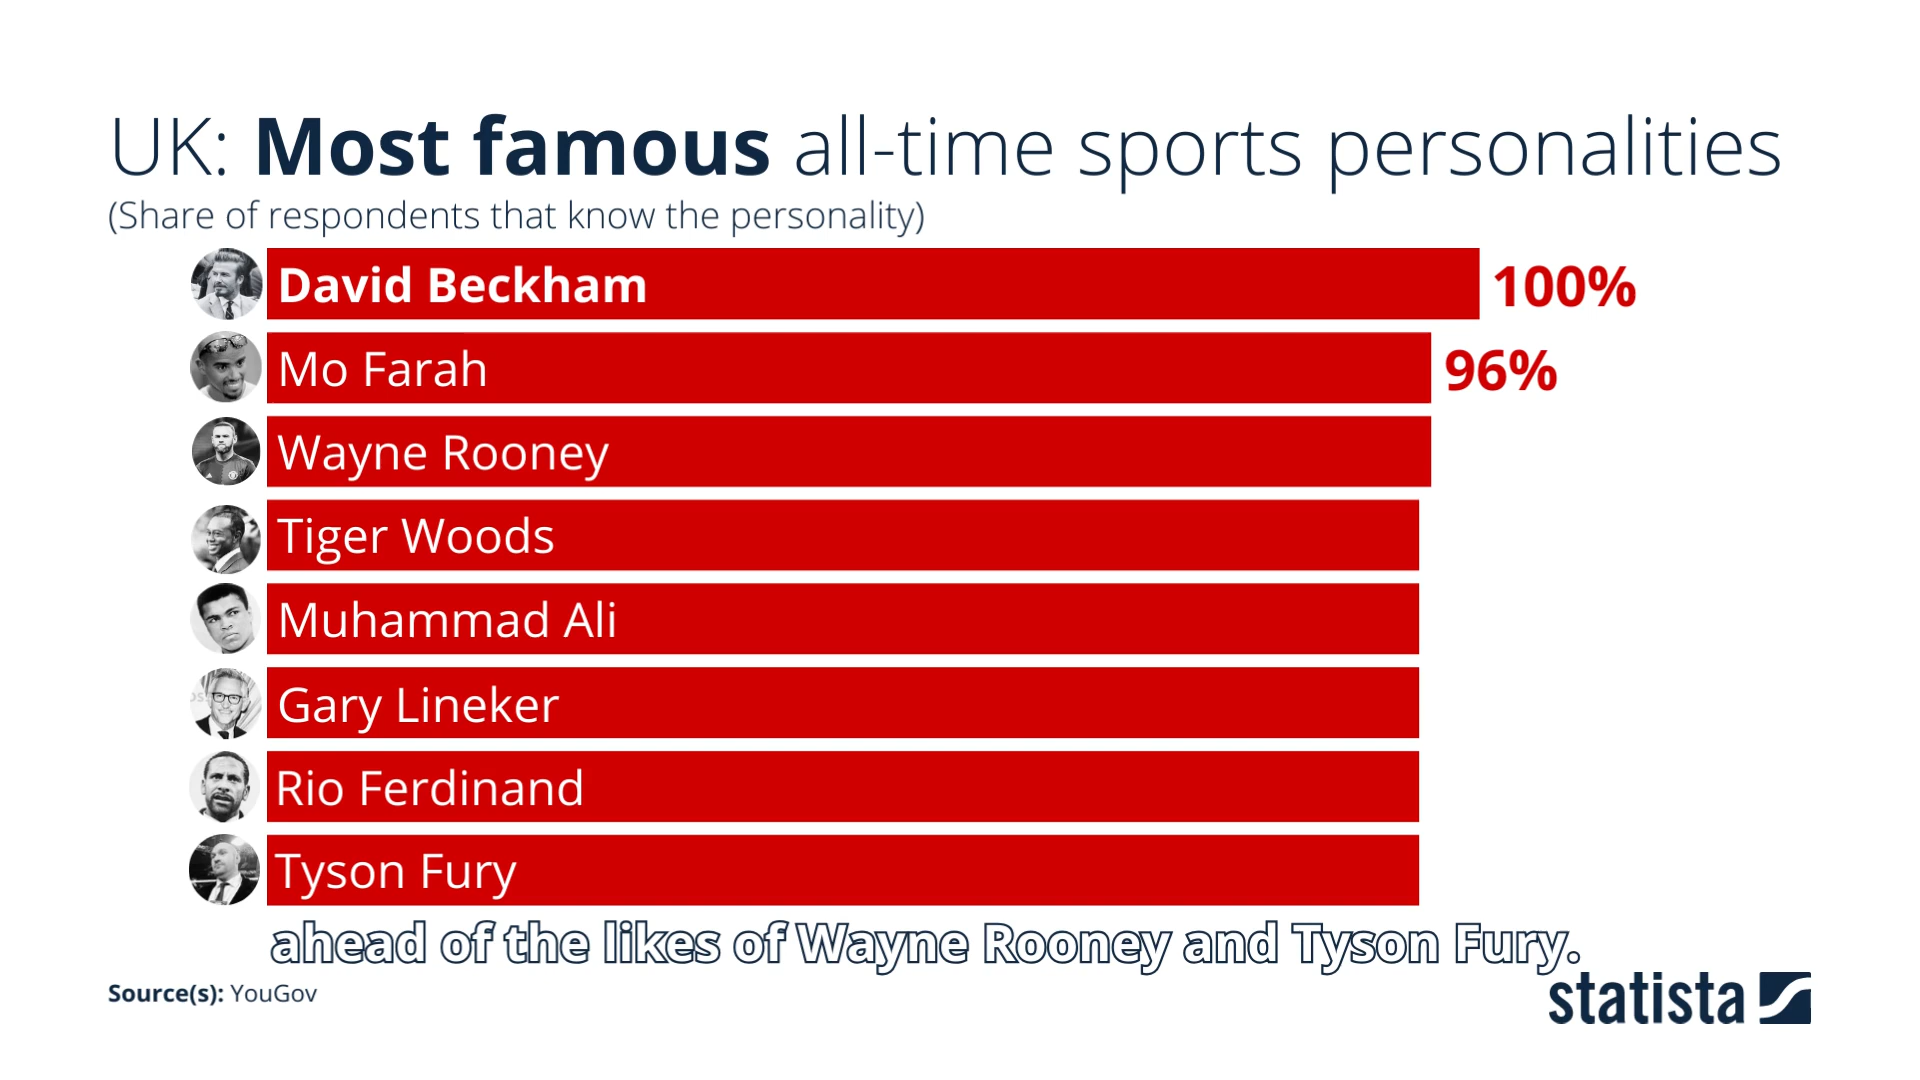 UK: Most famous all-time sports personalities
(Share of respondents that know the personality)
David Beckham 100%
Mo Farah 96%
Wayne Rooney
Tiger Woods
Muhammad Ali
Gary Lineker
Rio Ferdinand
Tyson Fury
ahead of the likes of Wayne Rooney and Tyson Fury.
Source(s): YouGov
statista